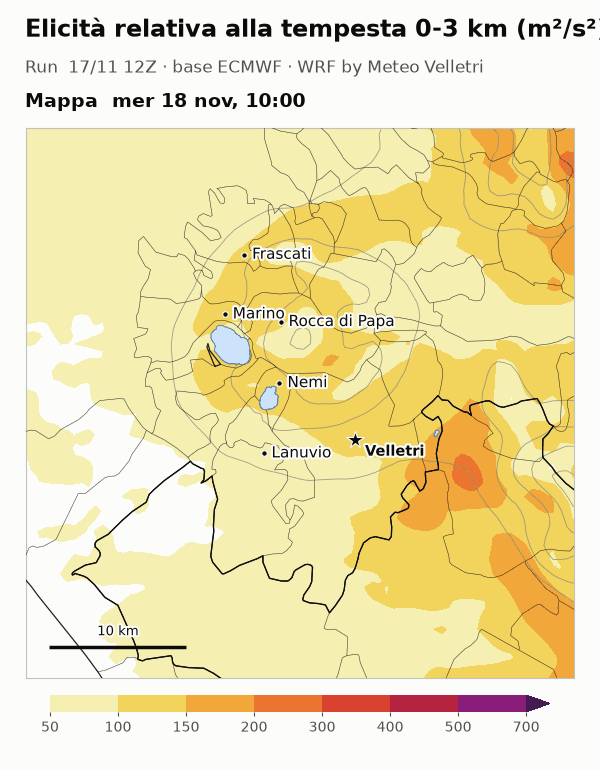 Elicità relativa alla tempesta 0-3 km (m²/s²)
Run  17/11 12Z · base ECMWF · WRF by Meteo Velletri
Mappa  mer 18 nov, 10:00
Frascati
Marino
Rocca di Papa
Nemi
Velletri
Lanuvio
10 km
50 100 150 200 300 400 500 700